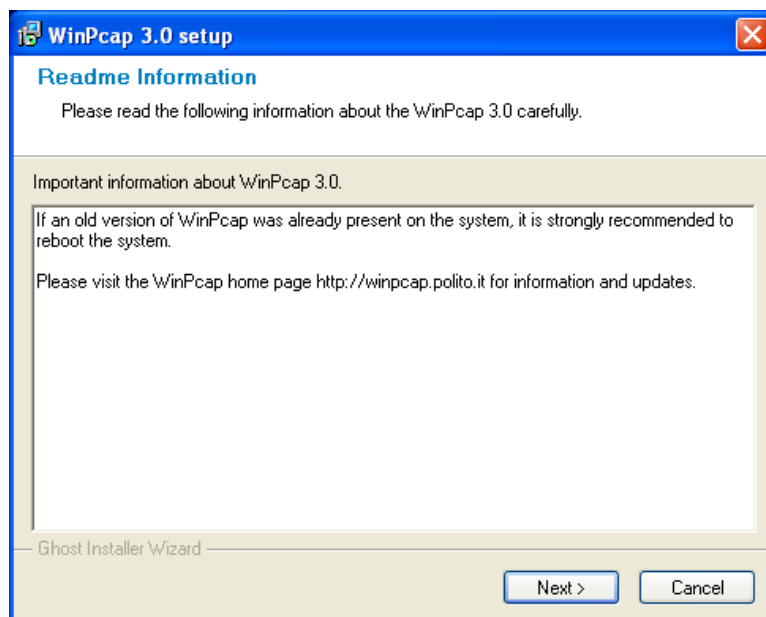 WinPcap 3.0 setup
Readme Information
Please read the following information about the WinPcap 3.0 carefully.
Important information about WinPcap 3.0.
If an old version of WinPcap was already present on the system, it is strongly recommended to
reboot the system.
Please visit the WinPcap home page http://winpcap.polito.it for information and updates.
Ghost Installer Wizard
Next >
Cancel